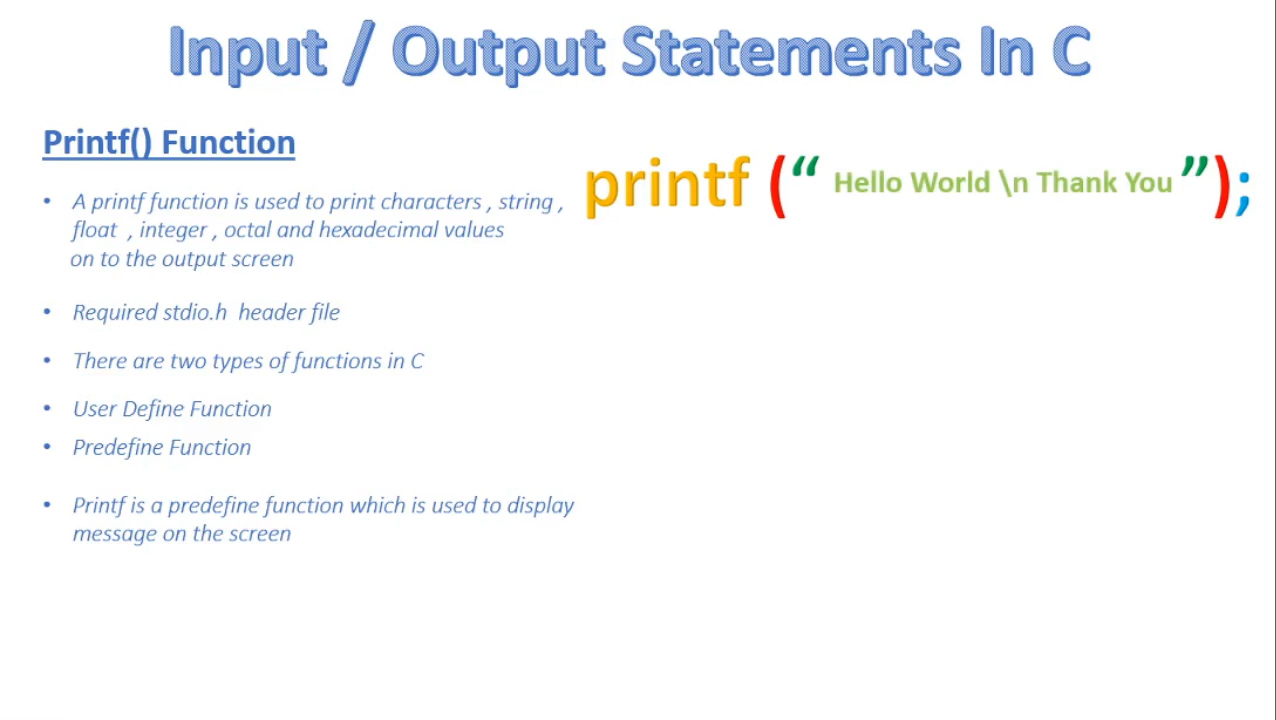 Input / Output Statements In C
Printf() Function
• A printf function is used to print characters , string ,
float , integer , octal and hexadecimal values
on to the output screen
• Required stdio.h header file
• There are two types of functions in C
• User Define Function
• Predefine Function
• Printf is a predefine function which is used to display
message on the screen
printf (“ Hello World \n Thank You ”);